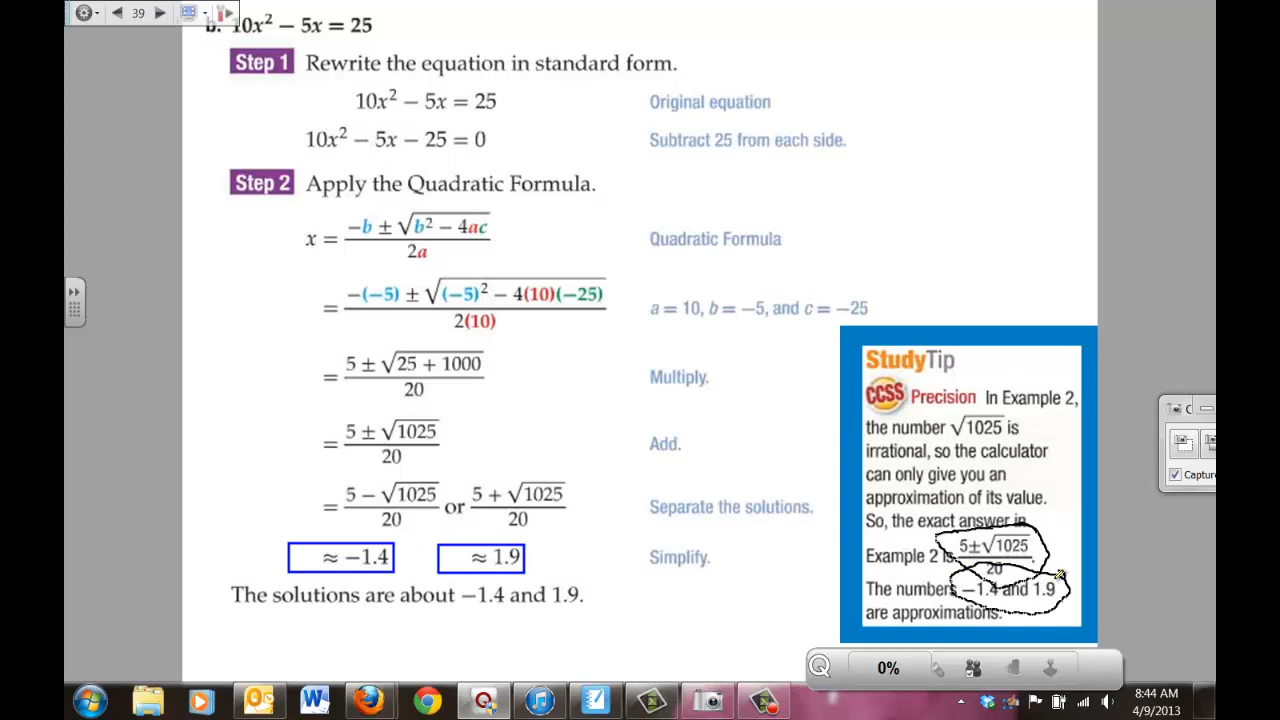 39
b. 10x² − 5x = 25
Step 1 Rewrite the equation in standard form.
10x² − 5x = 25 Original equation
10x² − 5x − 25 = 0 Subtract 25 from each side.
Step 2 Apply the Quadratic Formula.
x = (−b ± √(b² − 4ac)) / 2a Quadratic Formula
= (−(−5) ± √((−5)² − 4(10)(−25))) / 2(10) a = 10, b = −5, and c = −25
= (5 ± √(25 + 1000)) / 20 Multiply.
= (5 ± √1025) / 20 Add.
= (5 − √1025) / 20 or (5 + √1025) / 20 Separate the solutions.
≈ −1.4 ≈ 1.9 Simplify.
The solutions are about −1.4 and 1.9.
StudyTip
CCSS Precision In Example 2,
the number √1025 is
irrational, so the calculator
can only give you an
approximation of its value.
So, the exact answer in
Example 2 is (5±√1025) / 20.
The numbers −1.4 and 1.9
are approximations.
C
Capture
0%
8:44 AM
4/9/2013